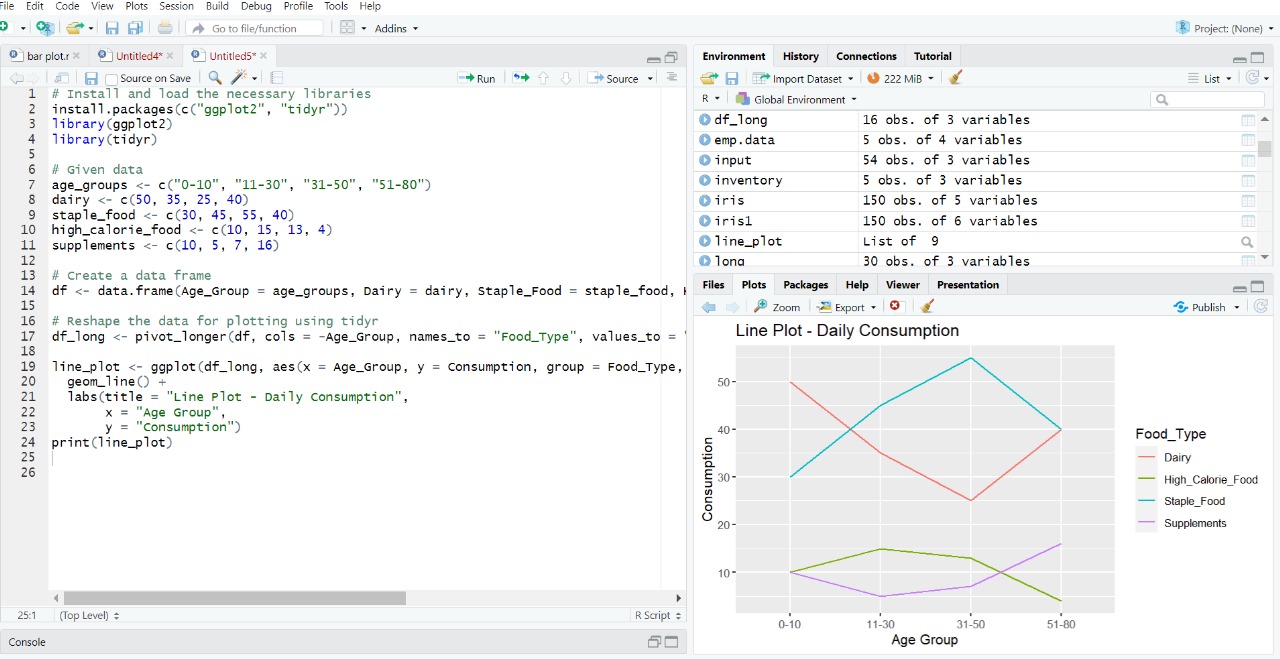 File Edit Code View Plots Session Build Debug Profile Tools Help
Go to file/function Addins Project: (None)
bar plot.r Untitled4* Untitled5*
Source on Save Run Source
1 # Install and load the necessary libraries
2 install.packages(c("ggplot2", "tidyr"))
3 library(ggplot2)
4 library(tidyr)
5
6 # Given data
7 age_groups <- c("0-10", "11-30", "31-50", "51-80")
8 dairy <- c(50, 35, 25, 40)
9 staple_food <- c(30, 45, 55, 40)
10 high_calorie_food <- c(10, 15, 13, 4)
11 supplements <- c(10, 5, 7, 16)
12
13 # Create a data frame
14 df <- data.frame(Age_Group = age_groups, Dairy = dairy, Staple_Food = staple_food,
15
16 # Reshape the data for plotting using tidyr
17 df_long <- pivot_longer(df, cols = -Age_Group, names_to = "Food_Type", values_to = "
18
19 line_plot <- ggplot(df_long, aes(x = Age_Group, y = Consumption, group = Food_Type,
20 geom_line() +
21 labs(title = "Line Plot - Daily Consumption",
22 x = "Age Group",
23 y = "Consumption")
24 print(line_plot)
25
26
25:1 (Top Level) R Script
Console
Environment History Connections Tutorial
Import Dataset 222 MiB List
R Global Environment
df_long 16 obs. of 3 variables
emp.data 5 obs. of 4 variables
input 54 obs. of 3 variables
inventory 5 obs. of 3 variables
iris 150 obs. of 5 variables
iris1 150 obs. of 6 variables
line_plot List of 9
long 30 obs. of 3 variables
Files Plots Packages Help Viewer Presentation
Zoom Export Publish
Line Plot - Daily Consumption
Consumption
50
40
30
20
10
0-10 11-30 31-50 51-80
Age Group
Food_Type
Dairy
High_Calorie_Food
Staple_Food
Supplements